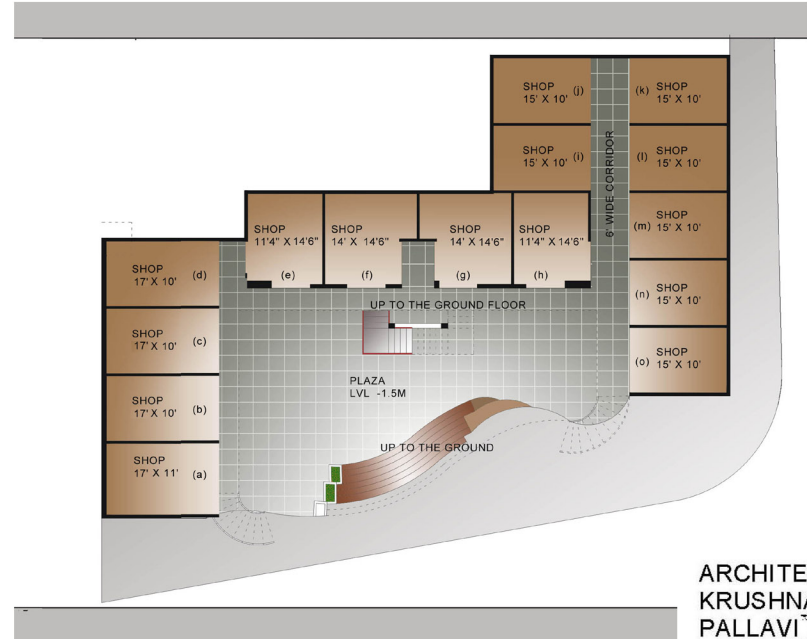 SHOP
15' X 10' (j)
(k) SHOP
15' X 10'
SHOP
15' X 10' (i)
(l) SHOP
15' X 10'
6' WIDE CORRIDOR
SHOP
11'4" X 14'6"
(e)
SHOP
14' X 14'6"
(f)
SHOP
14' X 14'6"
(g)
SHOP
11'4" X 14'6"
(h)
(m) SHOP
15' X 10'
SHOP
17' X 10' (d)
(n) SHOP
15' X 10'
UP TO THE GROUND FLOOR
SHOP
17' X 10' (c)
(o) SHOP
15' X 10'
PLAZA
LVL -1.5M
SHOP
17' X 10' (b)
UP TO THE GROUND
SHOP
17' X 11' (a)
ARCHITE
KRUSHNA
PALLAVI